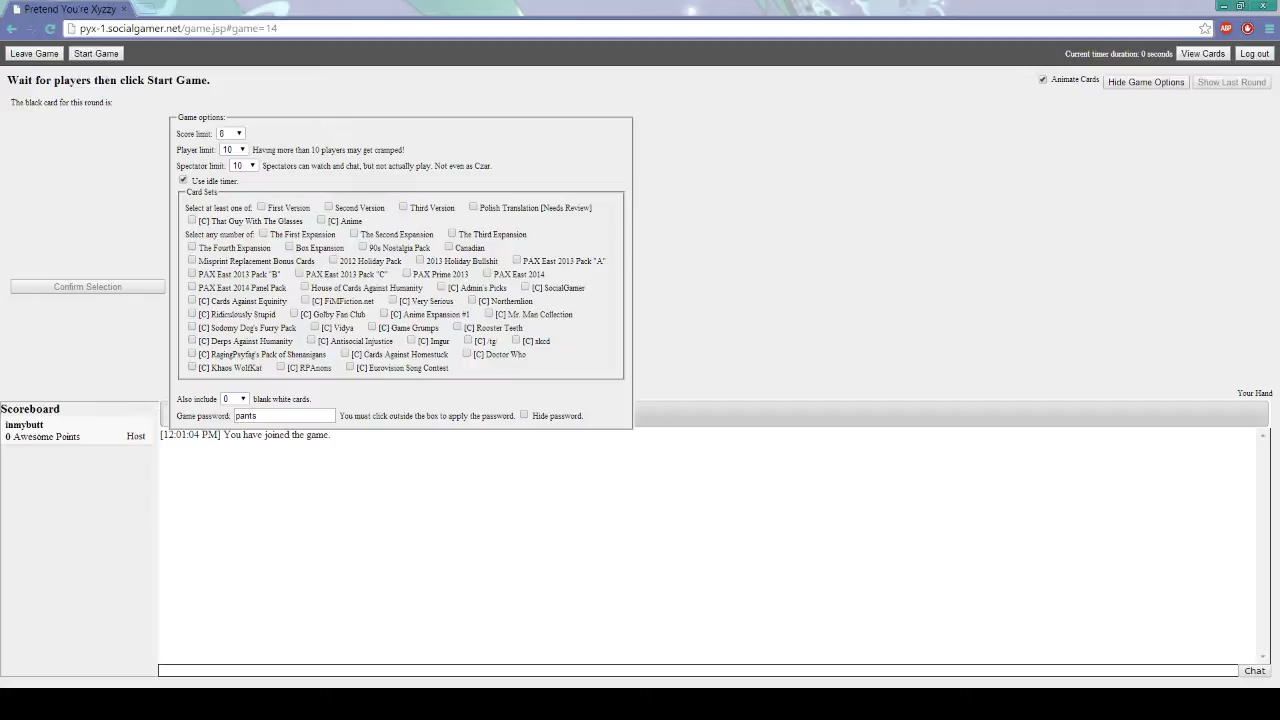 Pretend You're Xyzzy
pyx-1.socialgamer.net/game.jsp#game=14
ABP
Leave Game Start Game Current timer duration: 0 seconds View Cards Log out
Wait for players then click Start Game. Animate Cards Hide Game Options Show Last Round
The black card for this round is:
Game options:
Score limit: 8
Player limit: 10 Having more than 10 players may get cramped!
Spectator limit: 10 Spectators can watch and chat, but not actually play. Not even as Czar.
Use idle timer.
Card Sets
Select at least one of: First Version Second Version Third Version Polish Translation [Needs Review]
[C] That Guy With The Glasses [C] Anime
Select any number of: The First Expansion The Second Expansion The Third Expansion
The Fourth Expansion Box Expansion 90s Nostalgia Pack Canadian
Misprint Replacement Bonus Cards 2012 Holiday Pack 2013 Holiday Bullshit PAX East 2013 Pack "A"
PAX East 2013 Pack "B" PAX East 2013 Pack "C" PAX Prime 2013 PAX East 2014
PAX East 2014 Panel Pack House of Cards Against Humanity [C] Admin's Picks [C] SocialGamer
[C] Cards Against Equinity [C] FiMFiction.net [C] Very Serious [C] Northernlion
[C] Ridiculously Stupid [C] Golby Fan Club [C] Anime Expansion #1 [C] Mr. Man Collection
[C] Sodomy Dog's Furry Pack [C] Vidya [C] Game Grumps [C] Rooster Teeth
[C] Derps Against Humanity [C] Antisocial Injustice [C] Imgur [C] /tg/ [C] xkcd
[C] RagingPsyfag's Pack of Shenanigans [C] Cards Against Homestuck [C] Doctor Who
[C] Khaos WolfKat [C] RPAnons [C] Eurovision Song Contest
Also include 0 blank white cards.
Game password: pants You must click outside the box to apply the password. Hide password.
Confirm Selection
Your Hand
Scoreboard
inmybutt
0 Awesome Points Host
[12:01:04 PM] You have joined the game.
Chat